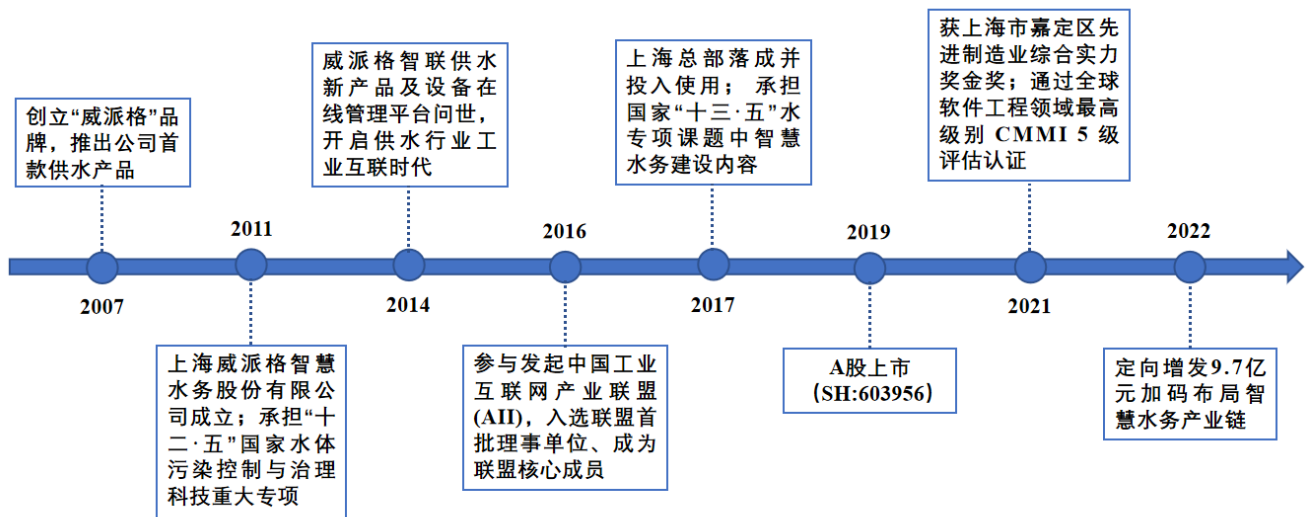 创立“威派格”品
牌，推出公司首
款供水产品
2007
2011
上海威派格智慧
水务股份有限公
司成立；承担“十
二·五”国家水体
污染控制与治理
科技重大专项
威派格智联供水
新产品及设备在
线管理平台问世，
开启供水行业工
业互联时代
2014
2016
参与发起中国工业
互联网产业联盟
(AII)，入选联盟首
批理事单位、成为
联盟核心成员
上海总部落成并
投入使用； 承担
国家“十三·五”水
专项课题中智慧
水务建设内容
2017
2019
A股上市
（SH:603956）
获上海市嘉定区先
进制造业综合实力
奖金奖；通过全球
软件工程领域最高
级别 CMMI 5 级
评估认证
2021
2022
定向增发9.7亿
元加码布局智
慧水务产业链